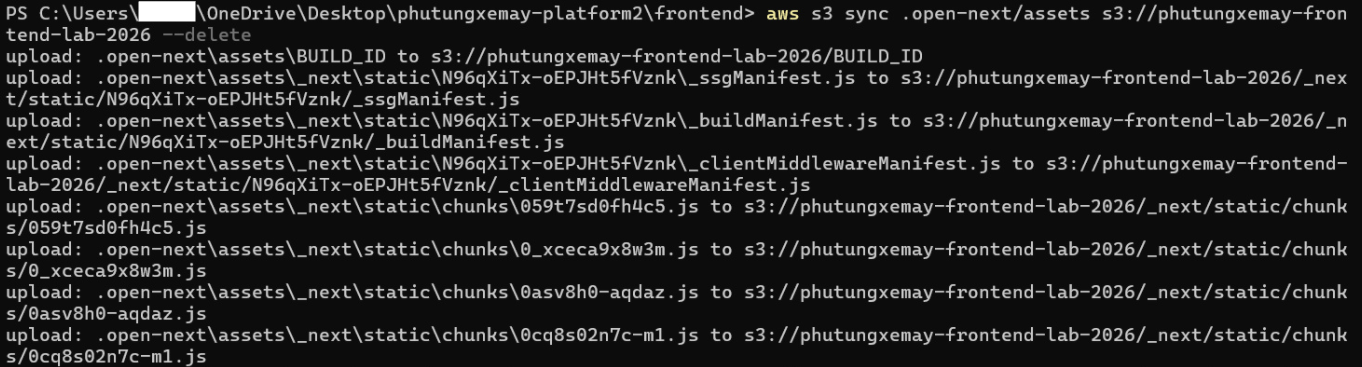 PS C:\Users\     \OneDrive\Desktop\phutungxemay-platform2\frontend> aws s3 sync .open-next/assets s3://phutungxemay-fron
tend-lab-2026 --delete
upload: .open-next\assets\BUILD_ID to s3://phutungxemay-frontend-lab-2026/BUILD_ID
upload: .open-next\assets\_next\static\N96qXiTx-oEPJHt5fVznk\_ssgManifest.js to s3://phutungxemay-frontend-lab-2026/_nex
t/static/N96qXiTx-oEPJHt5fVznk/_ssgManifest.js
upload: .open-next\assets\_next\static\N96qXiTx-oEPJHt5fVznk\_buildManifest.js to s3://phutungxemay-frontend-lab-2026/_n
ext/static/N96qXiTx-oEPJHt5fVznk/_buildManifest.js
upload: .open-next\assets\_next\static\N96qXiTx-oEPJHt5fVznk\_clientMiddlewareManifest.js to s3://phutungxemay-frontend-
lab-2026/_next/static/N96qXiTx-oEPJHt5fVznk/_clientMiddlewareManifest.js
upload: .open-next\assets\_next\static\chunks\059t7sd0fh4c5.js to s3://phutungxemay-frontend-lab-2026/_next/static/chunk
s/059t7sd0fh4c5.js
upload: .open-next\assets\_next\static\chunks\0_xceca9x8w3m.js to s3://phutungxemay-frontend-lab-2026/_next/static/chunk
s/0_xceca9x8w3m.js
upload: .open-next\assets\_next\static\chunks\0asv8h0-aqdaz.js to s3://phutungxemay-frontend-lab-2026/_next/static/chunk
s/0asv8h0-aqdaz.js
upload: .open-next\assets\_next\static\chunks\0cq8s02n7c-m1.js to s3://phutungxemay-frontend-lab-2026/_next/static/chunk
s/0cq8s02n7c-m1.js